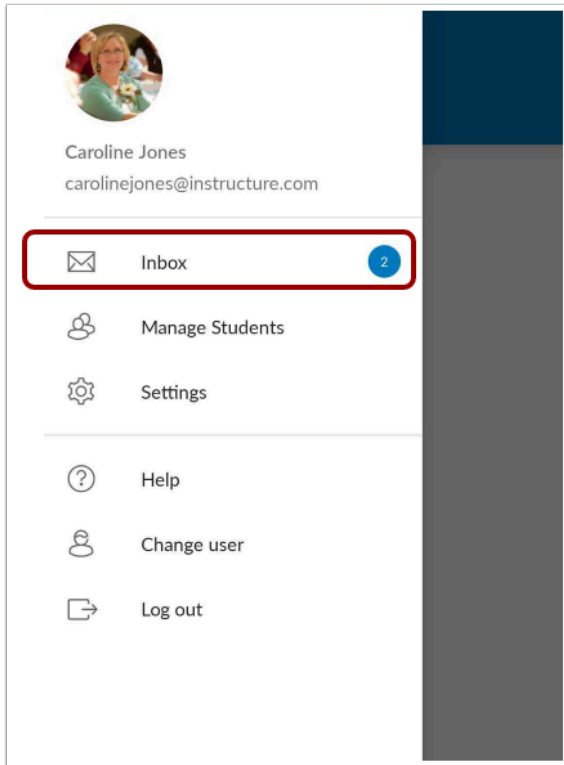 Caroline Jones
carolinejones@instructure.com
Inbox 2
Manage Students
Settings
Help
Change user
Log out